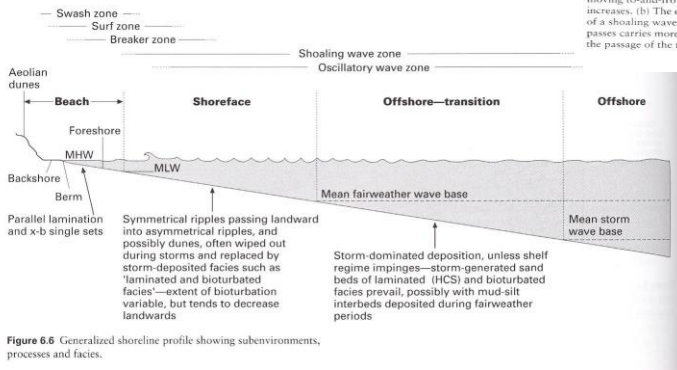 Swash zone
Surf zone
Breaker zone
Shoaling wave zone
Oscillatory wave zone
increases. (b) The
of a shoaling wave
passes carries more
the passage of the
Aeolian
dunes
Beach
Shoreface
Offshore—transition
Offshore
Foreshore
MHW
MLW
Backshore
Berm
Mean fairweather wave base
Mean storm
wave base
Parallel lamination
and x-b single sets
Symmetrical ripples passing landward
into asymmetrical ripples, and
possibly dunes, often wiped out
during storms and replaced by
storm-deposited facies such as
'laminated and bioturbated
facies'—extent of bioturbation
variable, but tends to decrease
landwards
Storm-dominated deposition, unless shelf
regime impinges—storm-generated sand
beds of laminated (HCS) and bioturbated
facies prevail, possibly with mud-silt
interbeds deposited during fairweather
periods
Figure 6.6 Generalized shoreline profile showing subenvironments,
processes and facies.